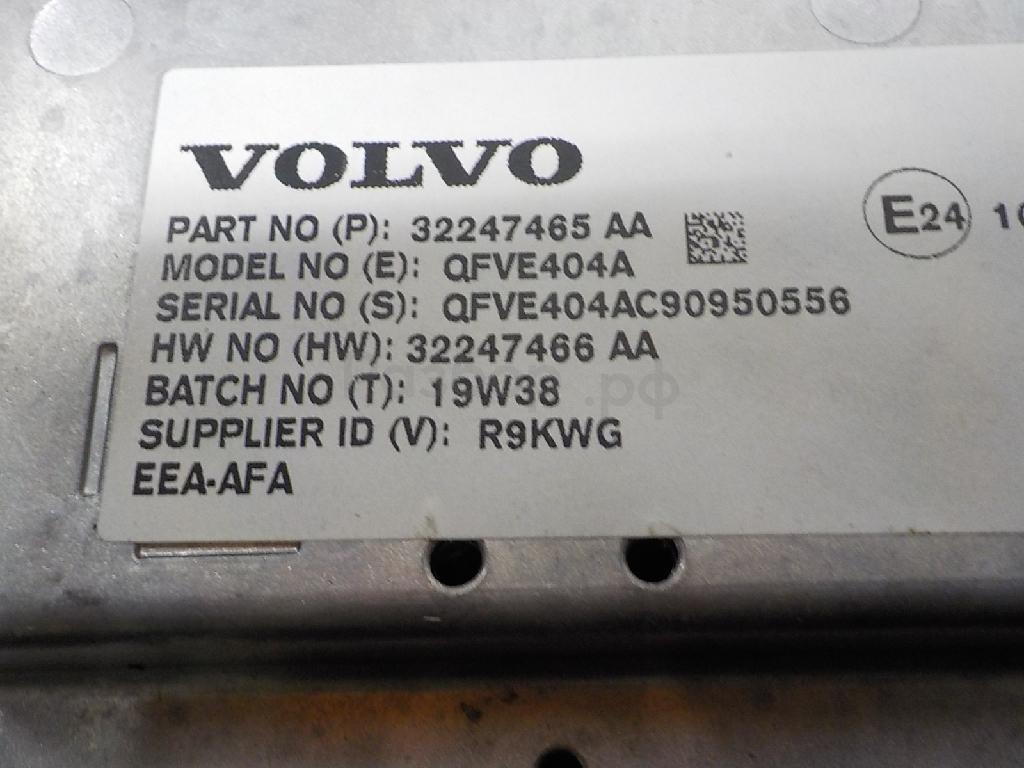 VOLVO
PART NO (P): 32247465 AA
MODEL NO (E): QFVE404A
SERIAL NO (S): QFVE404AC90950556
HW NO (HW): 32247466 AA
BATCH NO (T): 19W38
SUPPLIER ID (V): R9KWG
EEA-AFA
E24
.рф